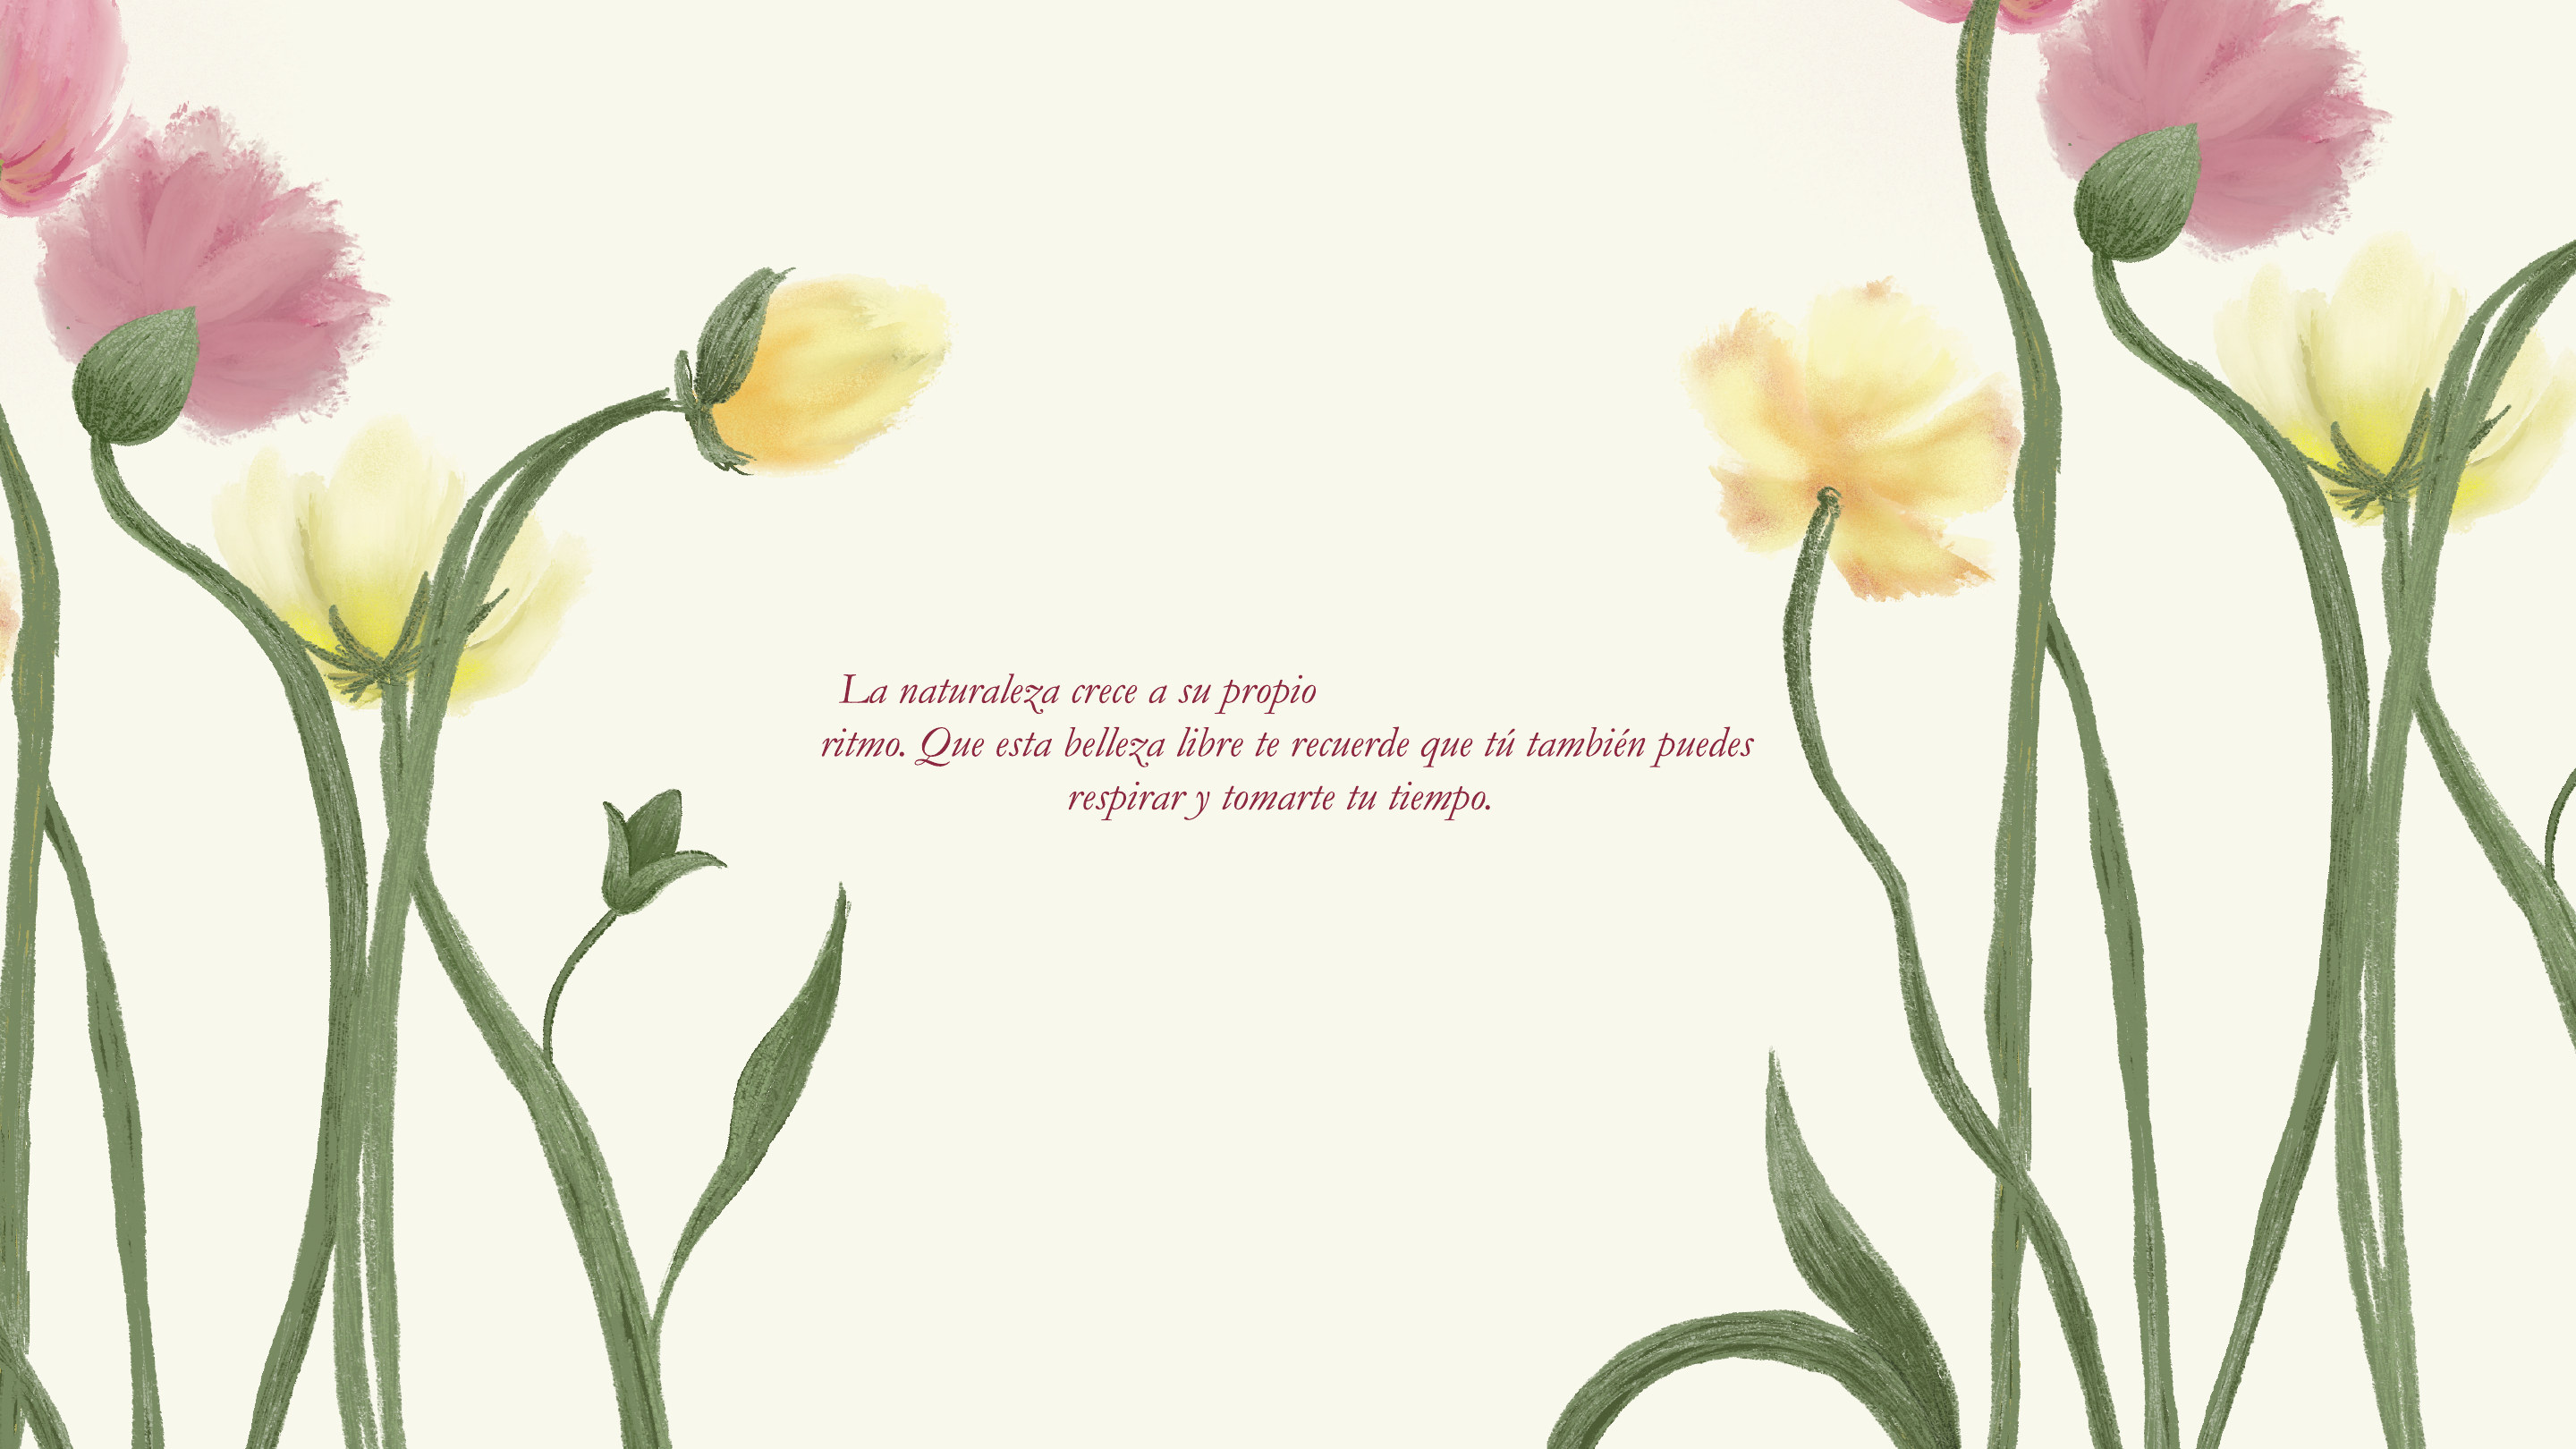 La naturaleza crece a su propio
ritmo. Que esta belleza libre te recuerde que tú también puedes
respirar y tomarte tu tiempo.